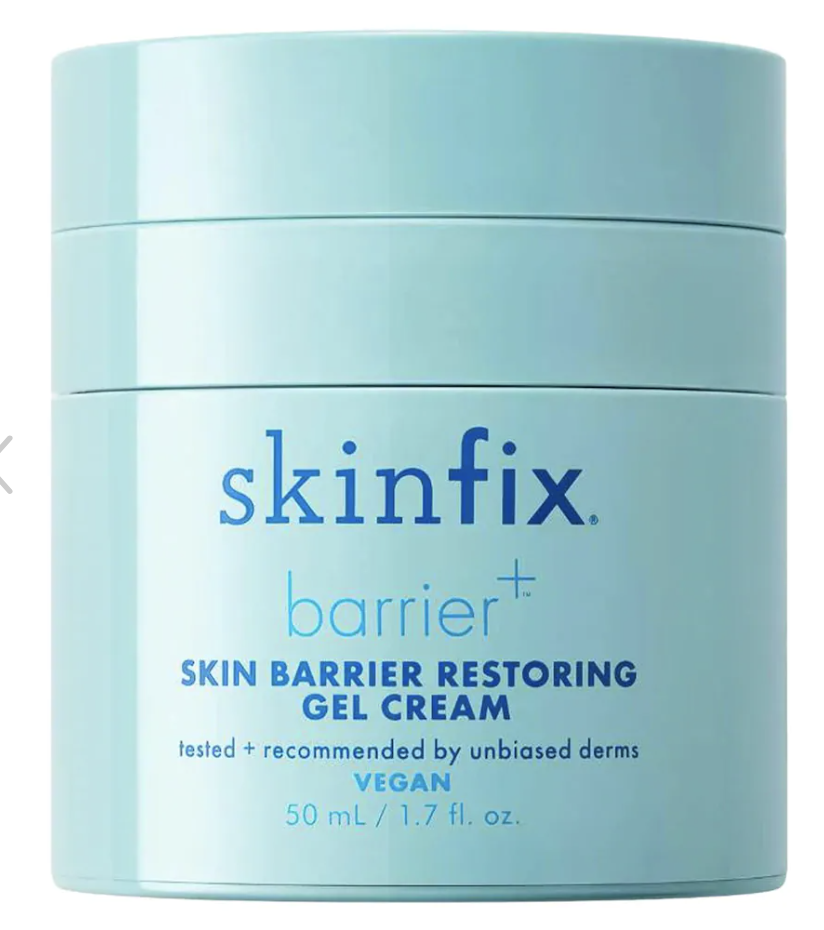 skinfix®
barrier+™
SKIN BARRIER RESTORING
GEL CREAM
tested + recommended by unbiased derms
VEGAN
50 mL / 1.7 fl. oz.